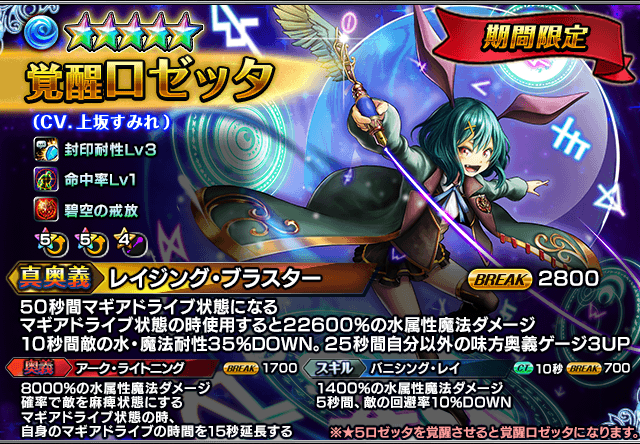 期間限定
覚醒ロゼッタ
(CV.上坂すみれ)
封印耐性Lv3
命中率Lv1
碧空の戒放
5 5 4
真奥義 レイジング・ブラスター BREAK 2800
50秒間マギアドライブ状態になる
マギアドライブ状態の時使用すると22600%の水属性魔法ダメージ
10秒間敵の水・魔法耐性35%DOWN。25秒間自分以外の味方奥義ゲージ3UP
奥義 アーク・ライトニング BREAK 1700
8000%の水属性魔法ダメージ
確率で敵を麻痺状態にする
マギアドライブ状態の時、
自身のマギアドライブの時間を15秒延長する
スキル バニシング・レイ CT 10秒 BREAK 700
1400%の水属性魔法ダメージ
5秒間、敵の回避率10%DOWN
※★5ロゼッタを覚醒させると覚醒ロゼッタになります。